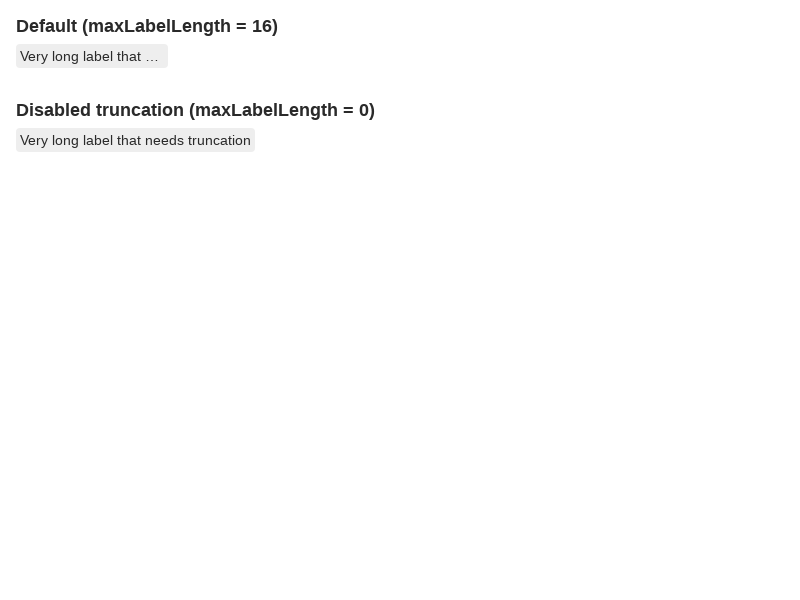 Default (maxLabelLength = 16)
Very long label that …
Disabled truncation (maxLabelLength = 0)
Very long label that needs truncation